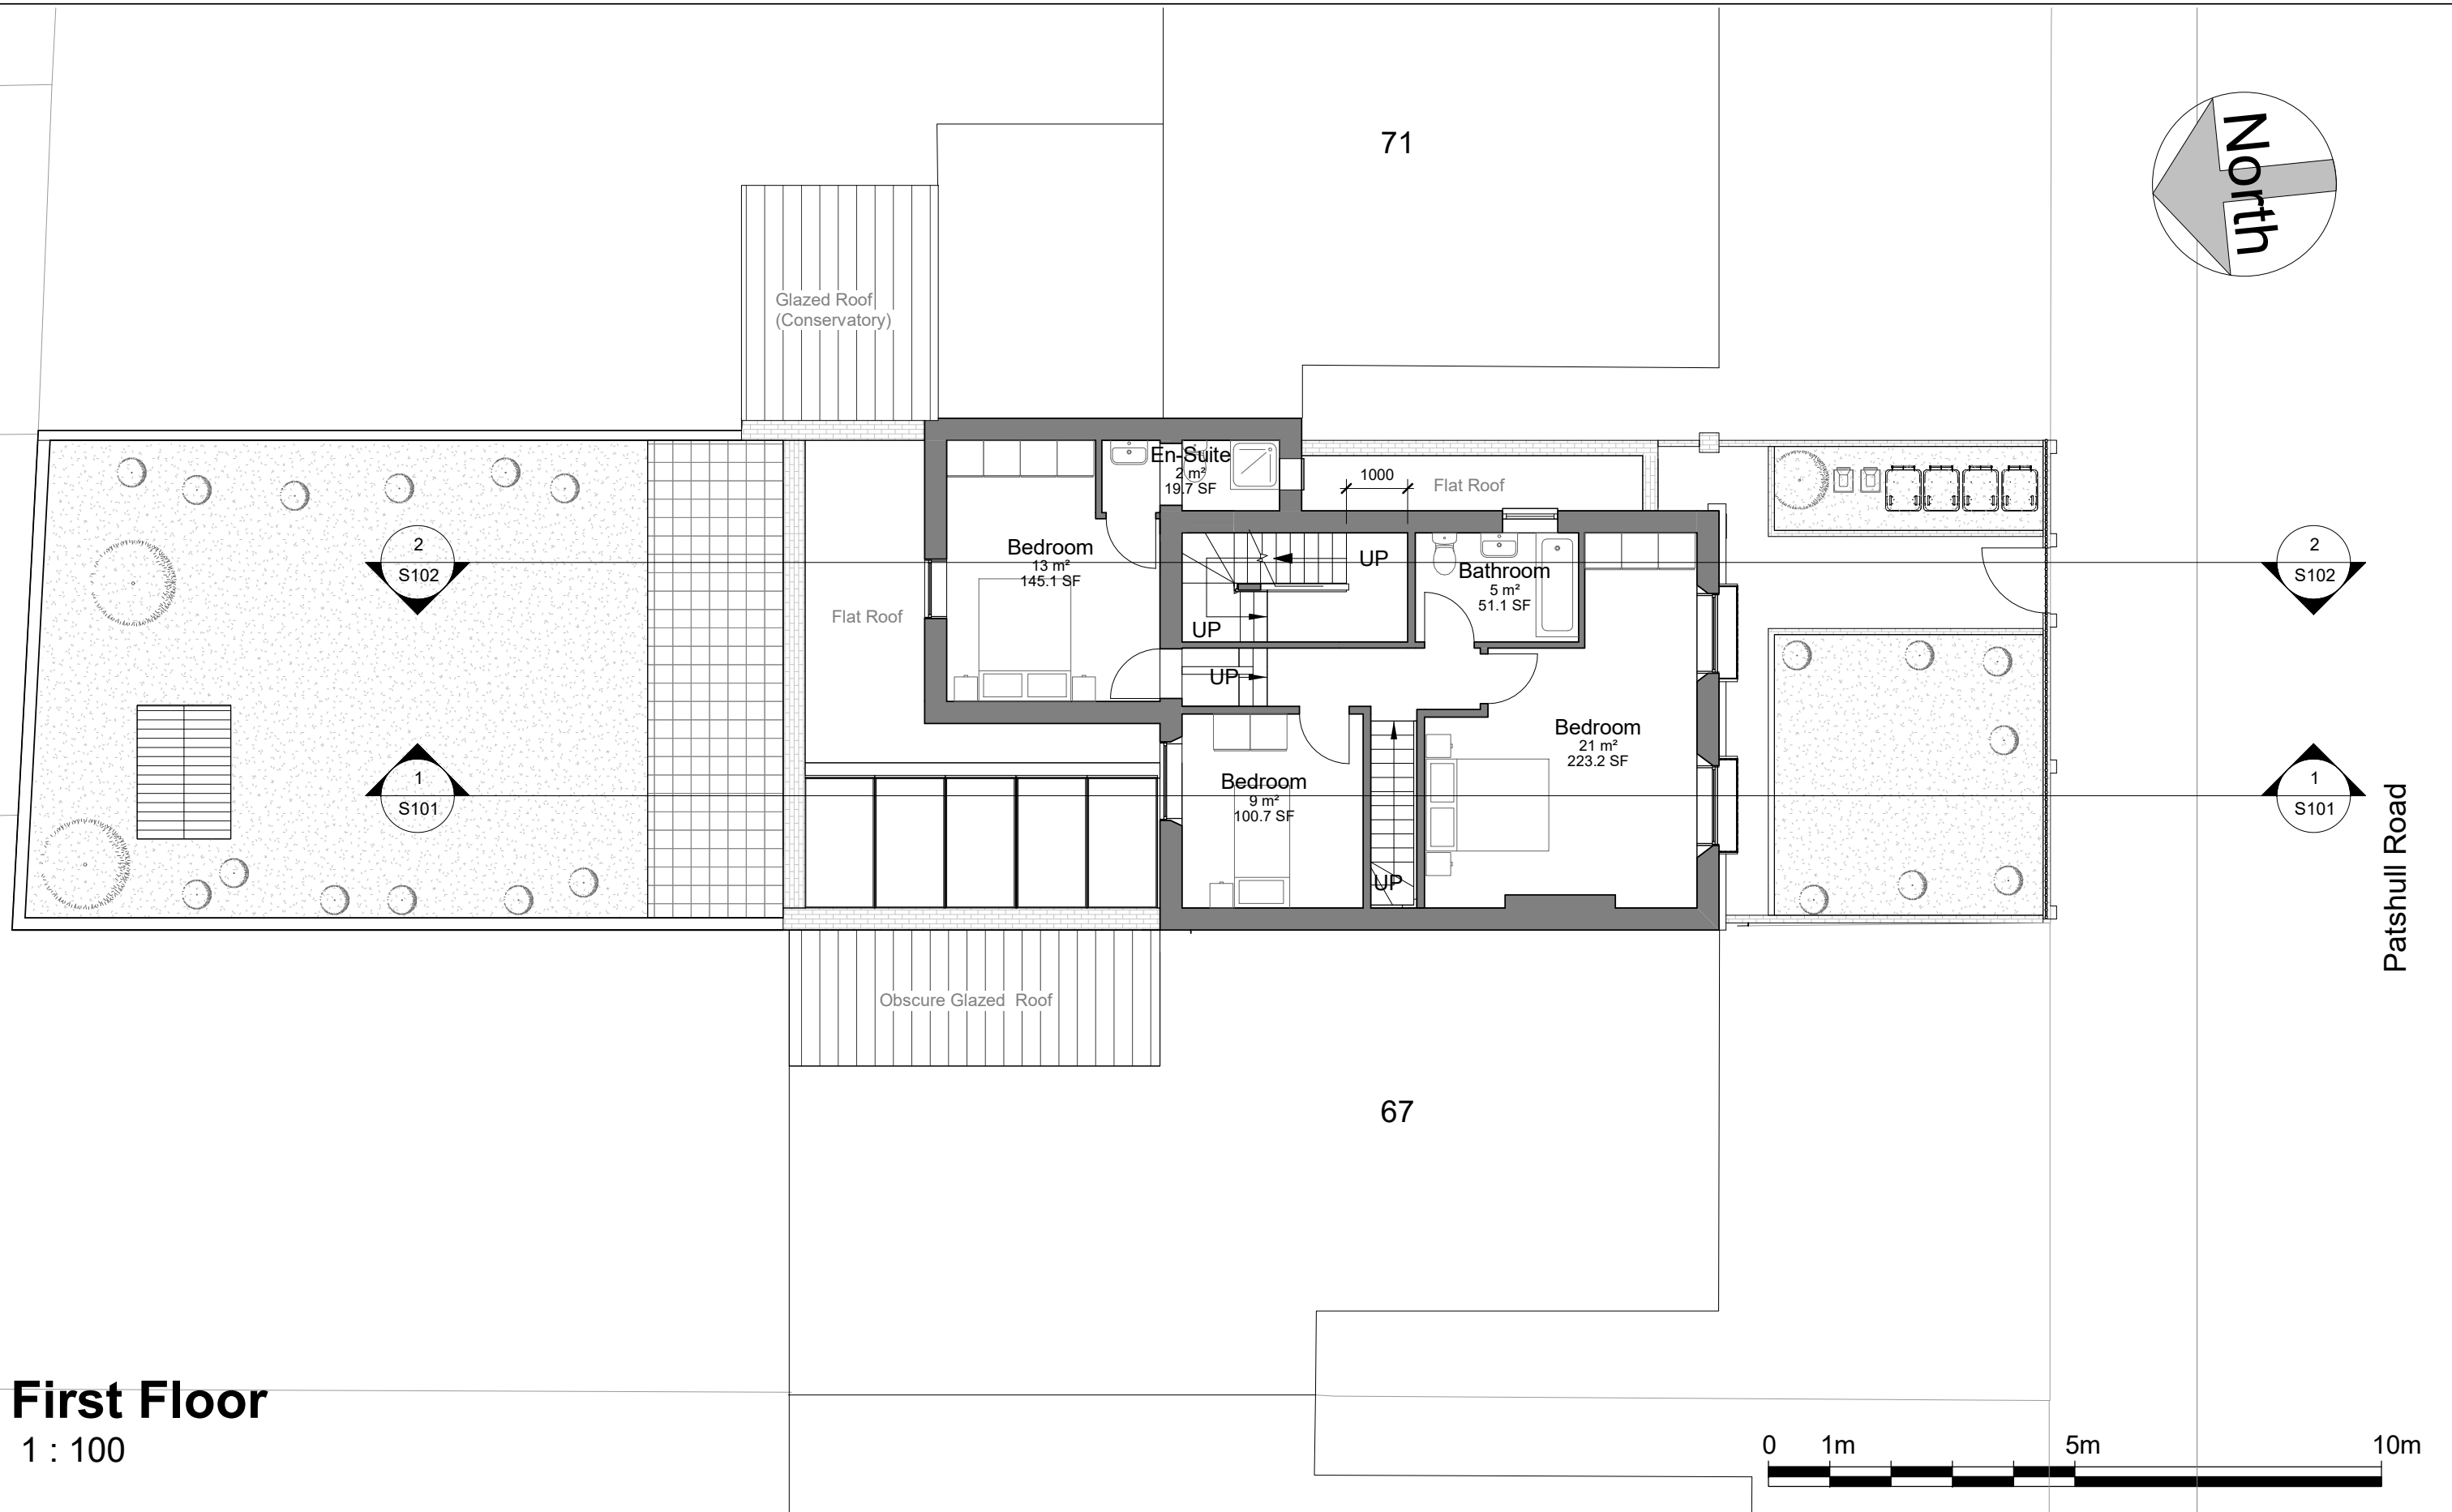 71
North
Glazed Roof
(Conservatory)
En-Suite
2 m²
19.7 SF
1000
Flat Roof
2
S102
Bedroom
13 m²
145.1 SF
UP
Bathroom
5 m²
51.1 SF
2
S102
Flat Roof
UP
UP
Bedroom
21 m²
223.2 SF
1
S101
Bedroom
9 m²
100.7 SF
1
S101
UP
Patshull Road
Obscure Glazed Roof
67
First Floor
1 : 100
0 1m 5m 10m